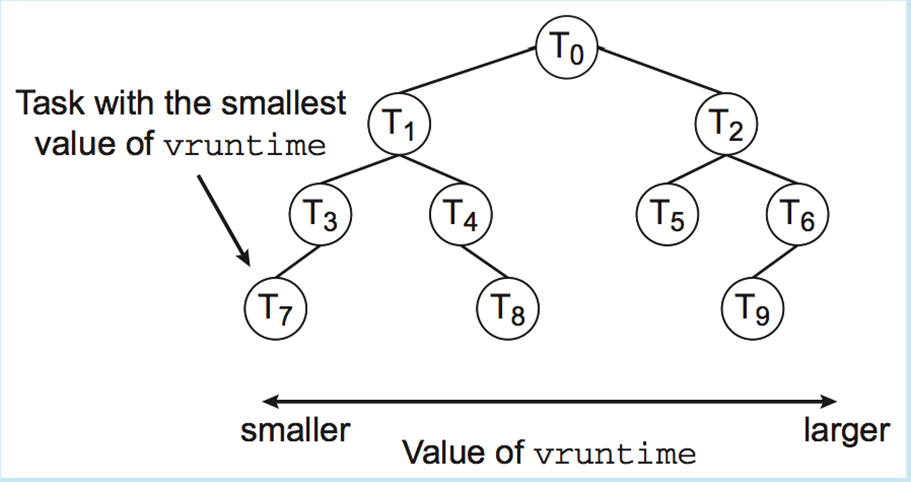 T0
Task with the smallest
value of vruntime
T1
T2
T3
T4
T5
T6
T7
T8
T9
smaller
larger
Value of vruntime